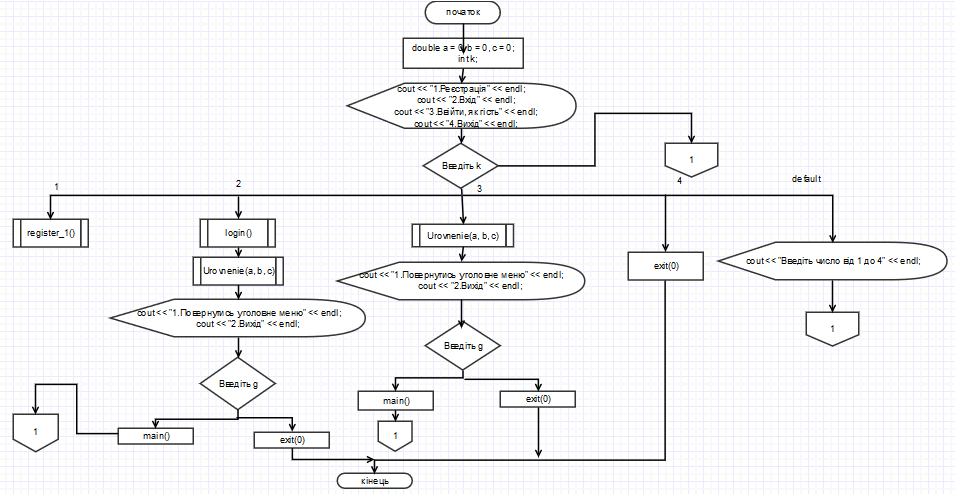 початок
double a = 0, b = 0, c = 0;
int k;
cout << "1.Реєстрація" << endl;
cout << "2.Вхід" << endl;
cout << "3.Ввійти, як гість" << endl;
cout << "4.Вихід" << endl;
Введіть k
1
1
2
3
4
default
register_1()
login()
Urovnenie(a, b, c)
exit(0)
cout << "Введіть число від 1 до 4" << endl;
Urovnenie(a, b, c)
cout << "1.Повернутись уголовне меню" << endl;
cout << "2.Вихід" << endl;
cout << "1.Повернутись уголовне меню" << endl;
cout << "2.Вихід" << endl;
1
Введіть g
Введіть g
main()
exit(0)
1
main()
exit(0)
1
кінець